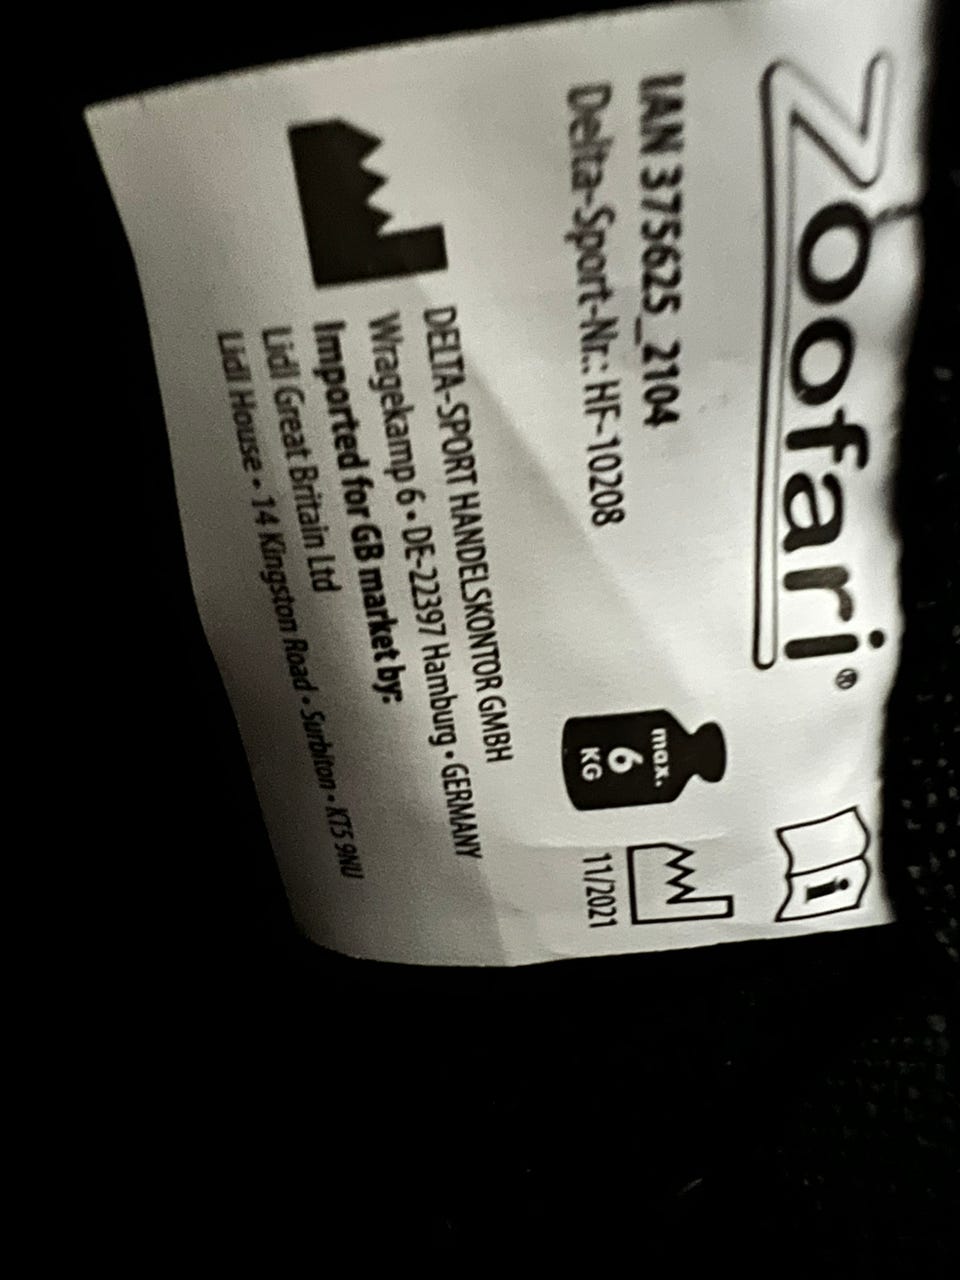 Zoofari®
IAN 375625_2104
Delta-Sport-Nr.: HF-10208
max.
6
KG
11/2021
DELTA-SPORT HANDELSKONTOR GMBH
Wragekamp 6 • DE-22397 Hamburg • GERMANY
Imported for GB market by:
Lidl Great Britain Ltd
Lidl House • 14 Kingston Road • Surbiton • KT5 9NU